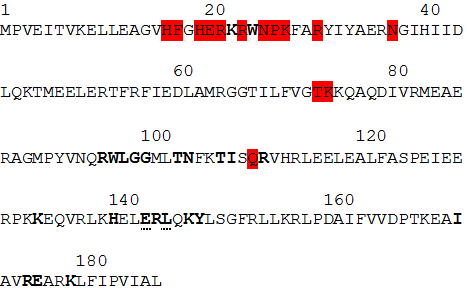 1 20 40
MPVEITVKELLEAGVHFGHERKRWNPKFARYIYAERNGIHIID
60 80
LQKTMEELERTFRFIEDLAMRGGTILFVGTKKQAQDIVRMEAE
100 120
RAGMPYVNQRWLGGMLTNFKTISQRVHRLEELEALFASPEIEE
140 160
RPKKEQVRLKHELERLQKYLSGFRLLKRLPDAIFVVDPTKEAI
180
AVREARKLFIPVIAL